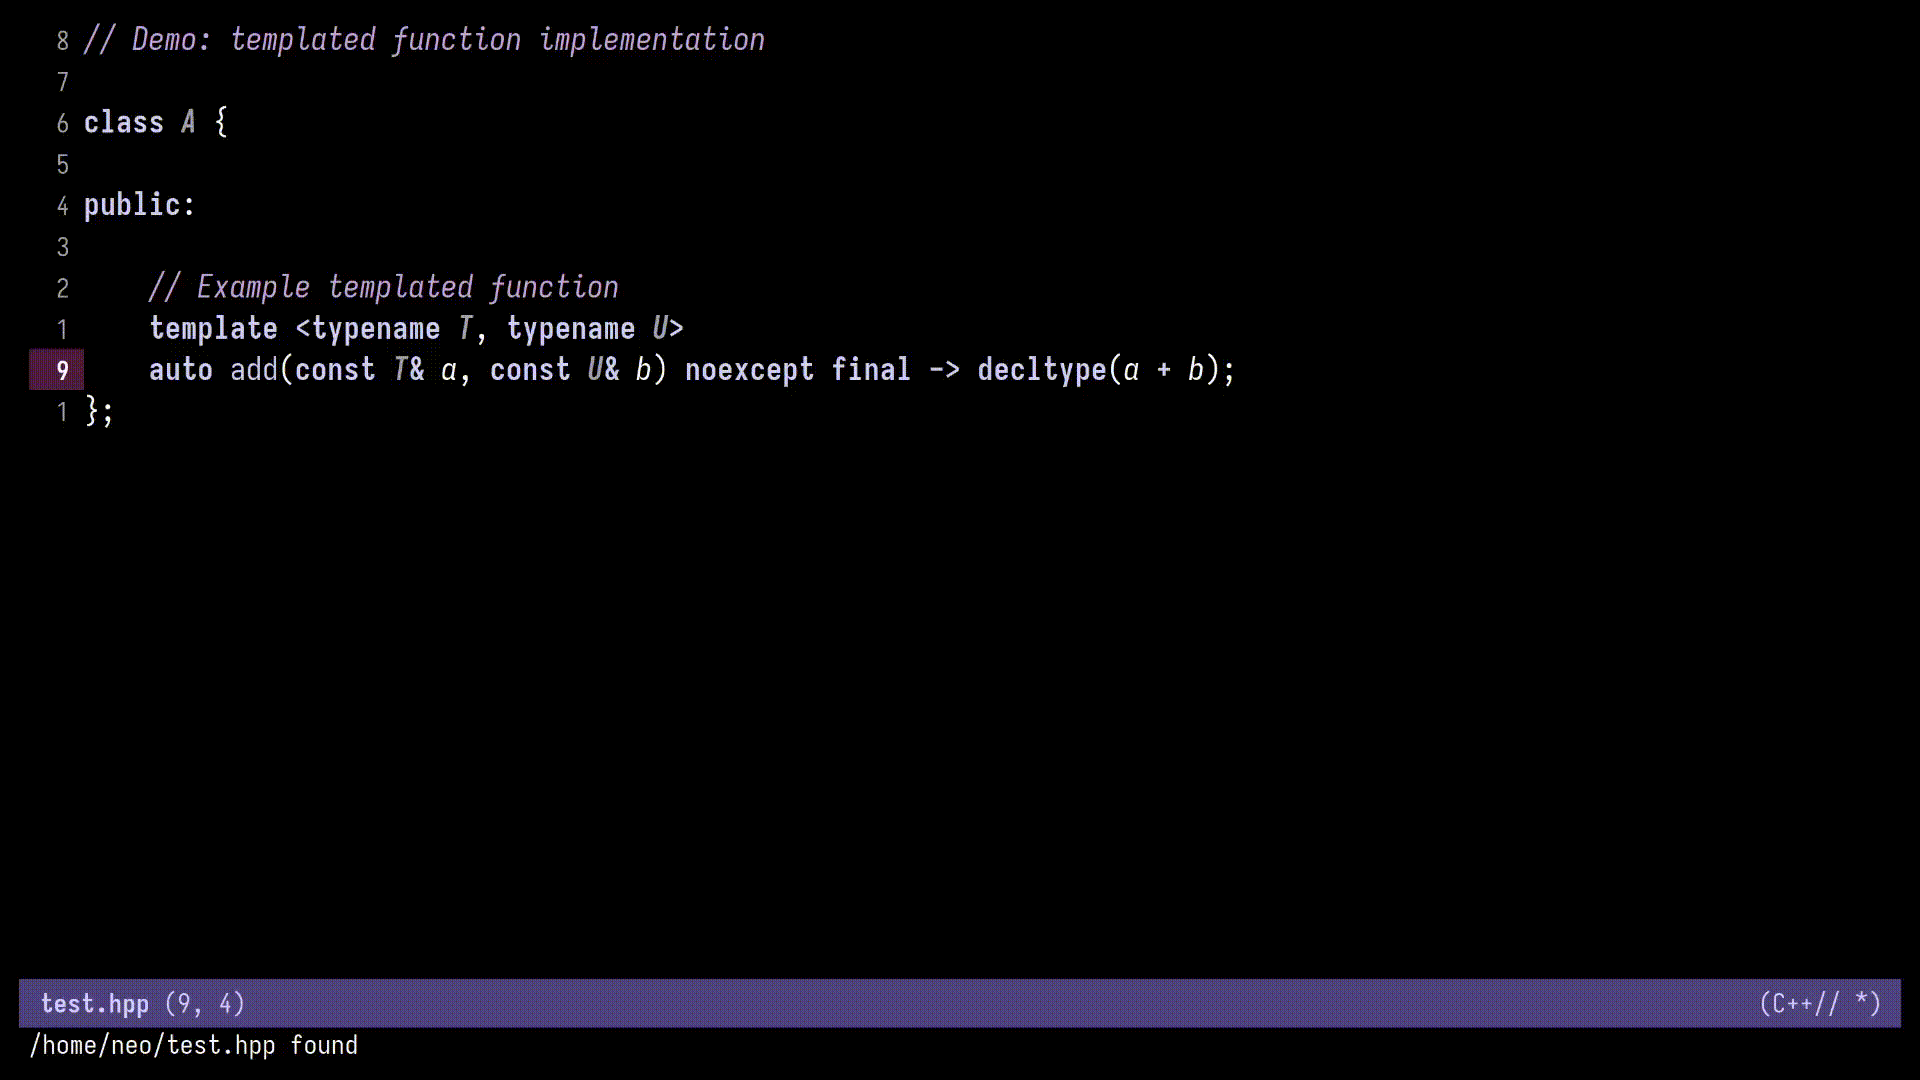 8 // Demo: templated function implementation
7
6 class A {
5
4 public:
3
2     // Example templated function
1     template <typename T, typename U>
9     auto add(const T& a, const U& b) noexcept final -> decltype(a + b);
1 };
test.hpp (9, 4) (C++// *)
/home/neo/test.hpp found